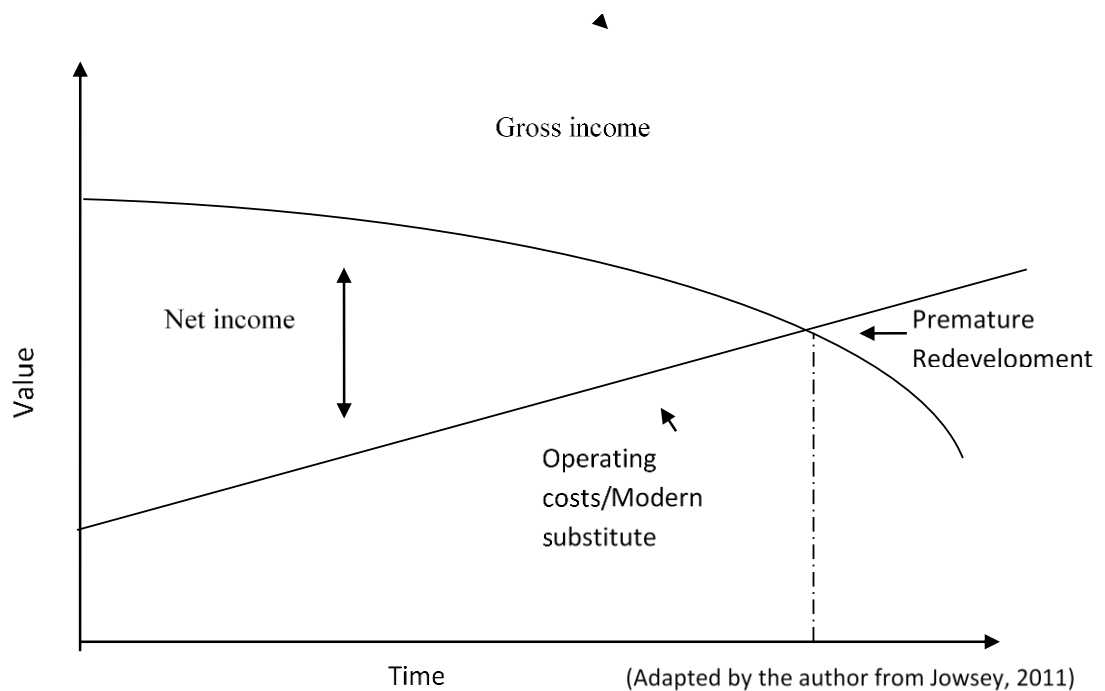 Gross income
Net income
Premature
Redevelopment
Value
Operating
costs/Modern
substitute
Time
(Adapted by the author from Jowsey, 2011)